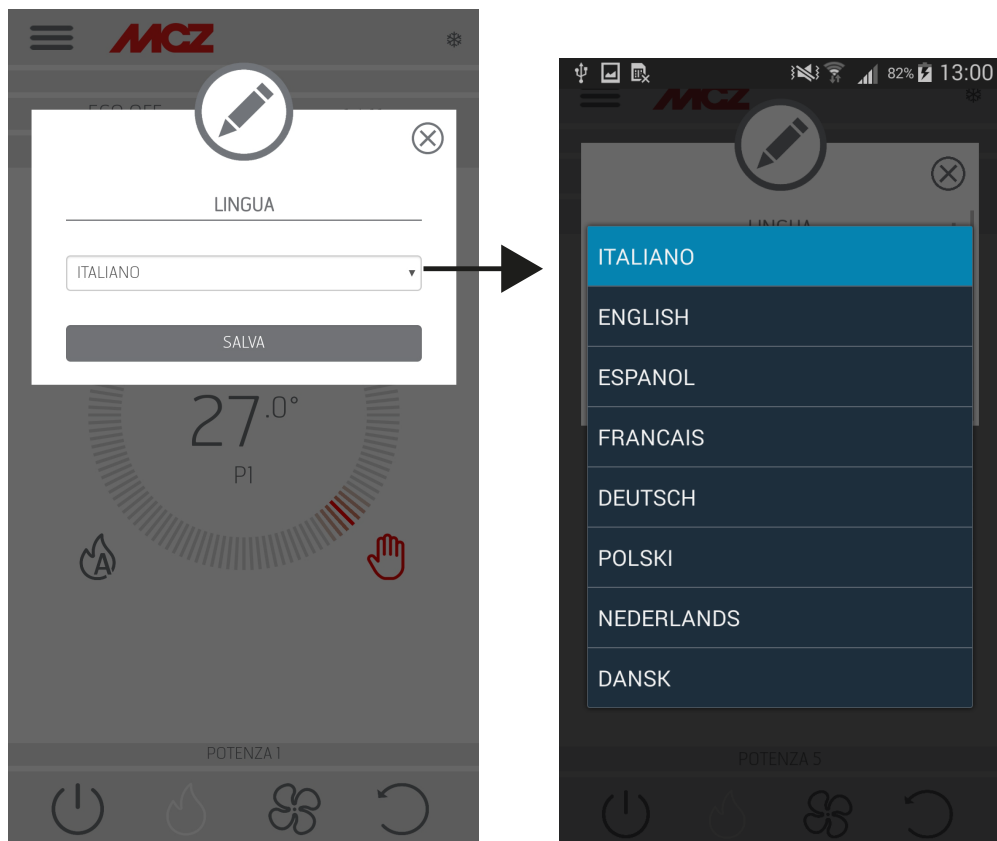 MCZ
ECO OFF
LINGUA
ITALIANO
SALVA
27.0°
P1
A
POTENZA 1
82% 13:00
MCZ
LINGUA
ITALIANO
ENGLISH
ESPANOL
FRANCAIS
DEUTSCH
POLSKI
NEDERLANDS
DANSK
POTENZA 5